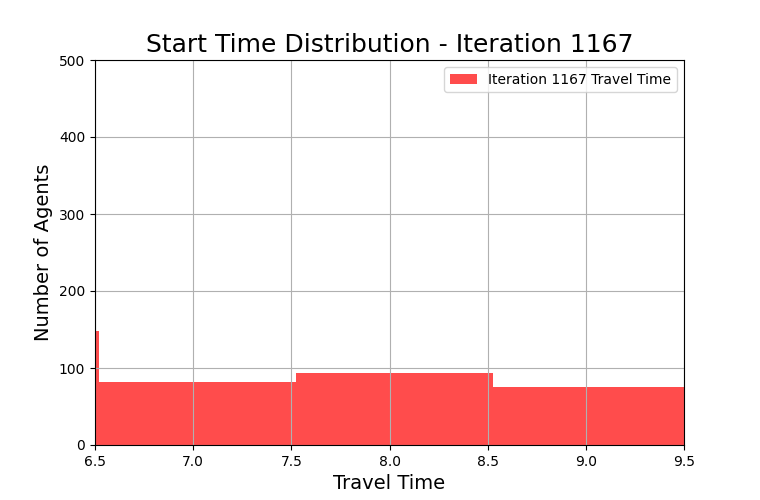 Start Time Distribution - Iteration 1167
Iteration 1167 Travel Time
Number of Agents
500
400
300
200
100
0
6.5 7.0 7.5 8.0 8.5 9.0 9.5
Travel Time